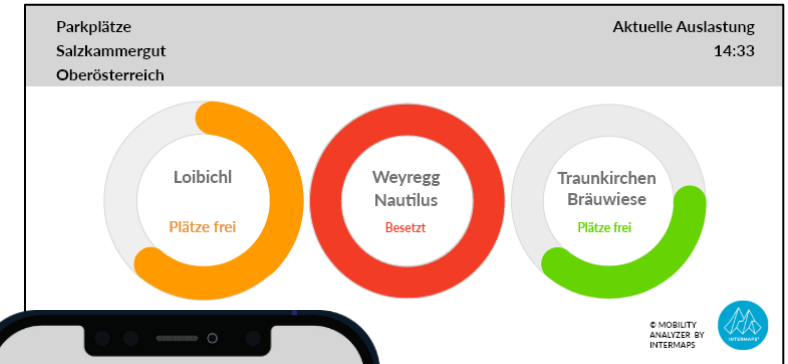 Parkplätze
Salzkammergut
Oberösterreich
Aktuelle Auslastung
14:33
Loibichl
Plätze frei
Weyregg
Nautilus
Besetzt
Traunkirchen
Bräuwiese
Plätze frei
© MOBILITY
ANALYZER BY
INTERMAPS
INTERMAPS